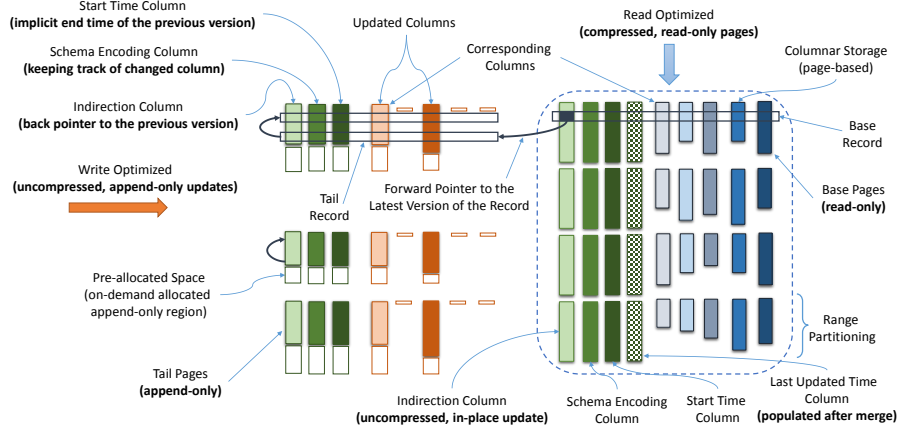 Start Time Column
(implicit end time of the previous version)
Schema Encoding Column
(keeping track of changed column)
Indirection Column
(back pointer to the previous version)
Write Optimized
(uncompressed, append-only updates)
Updated Columns
Corresponding
Columns
Read Optimized
(compressed, read-only pages)
Columnar Storage
(page-based)
Base
Record
Base Pages
(read-only)
Tail
Record
Forward Pointer to the
Latest Version of the Record
Pre-allocated Space
(on-demand allocated
append-only region)
Tail Pages
(append-only)
Range
Partitioning
Indirection Column
(uncompressed, in-place update)
Schema Encoding
Column
Start Time
Column
Last Updated Time
Column
(populated after merge)